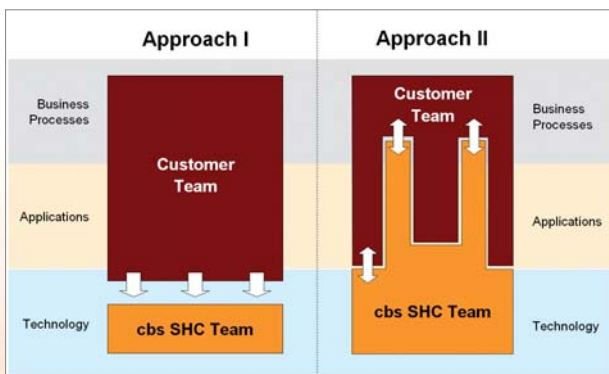 Approach I
Approach II
Business
Processes
Customer
Team
Customer
Team
Business
Processes
Applications
Applications
Technology
cbs SHC Team
cbs SHC Team
Technology